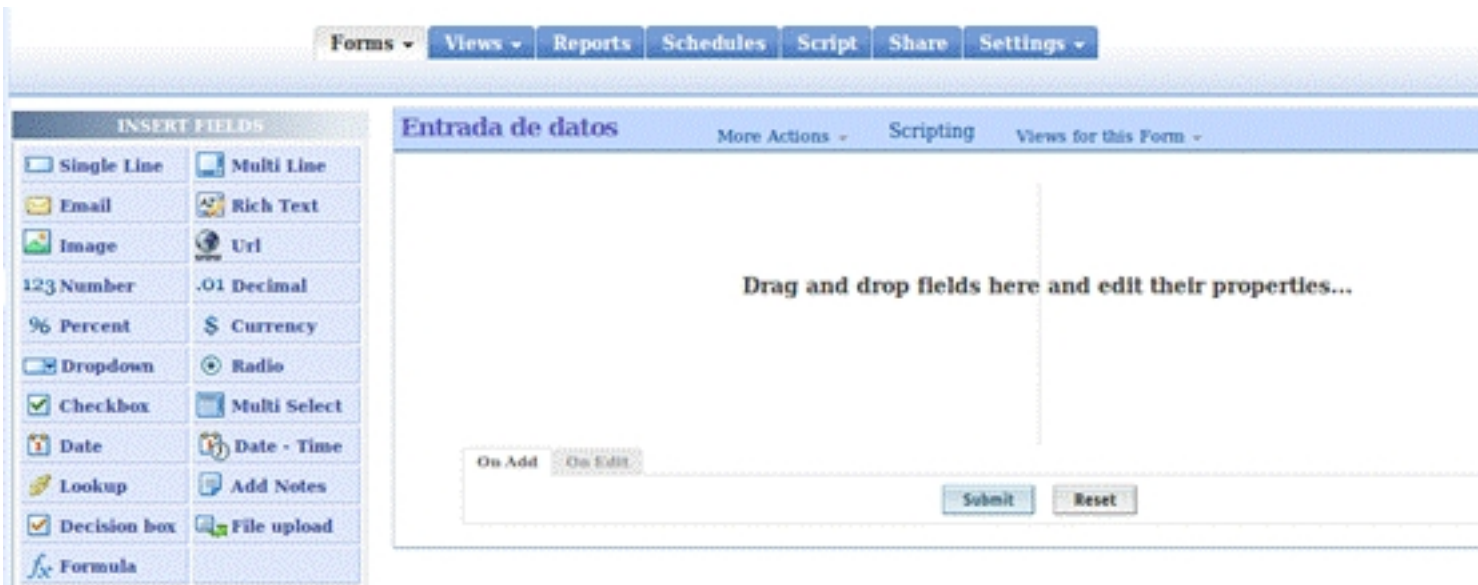 Forms Views Reports Schedules Script Share Settings
INSERT FIELDS
Single Line Multi Line
Email Rich Text
Image Url
123 Number .01 Decimal
% Percent $ Currency
Dropdown Radio
Checkbox Multi Select
Date Date - Time
Lookup Add Notes
Decision box File upload
fx Formula
Entrada de datos More Actions Scripting Views for this Form
Drag and drop fields here and edit their properties...
On Add On Edit
Submit Reset